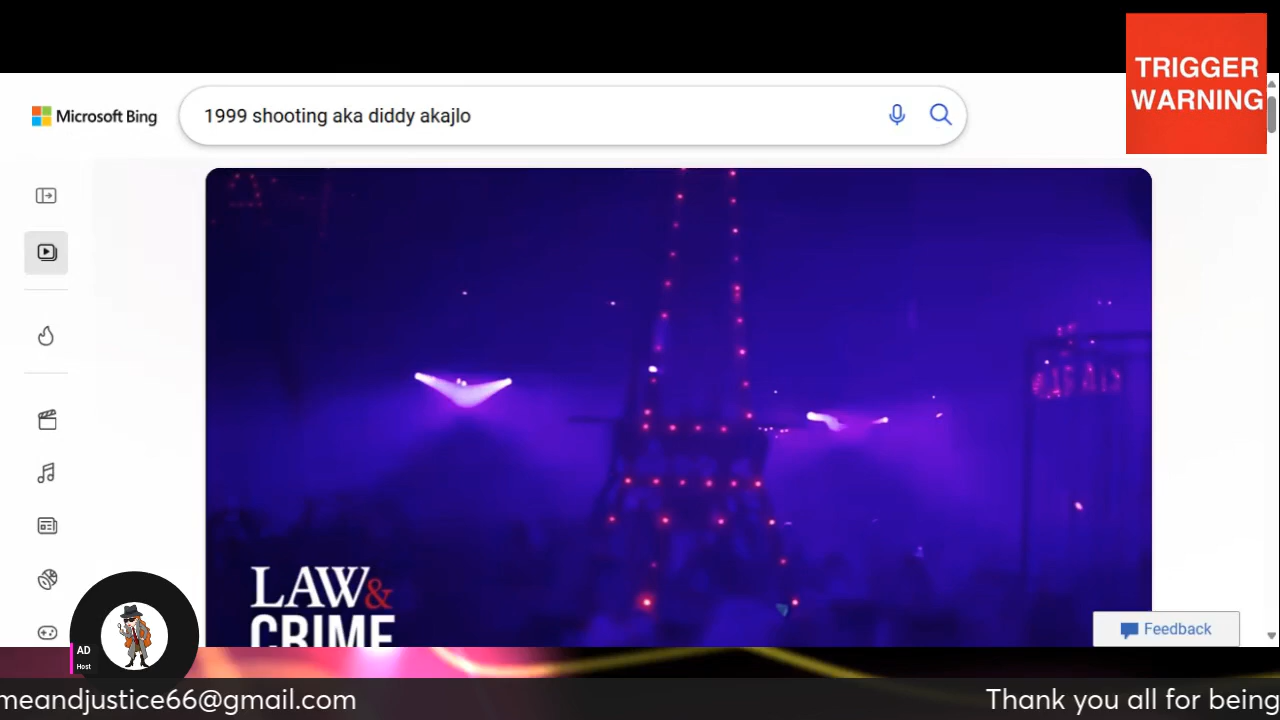 TRIGGER
WARNING
Microsoft Bing
1999 shooting aka diddy akajlo
LAW&
CRIME
Feedback
AD
Host
meandjustice66@gmail.com
Thank you all for being